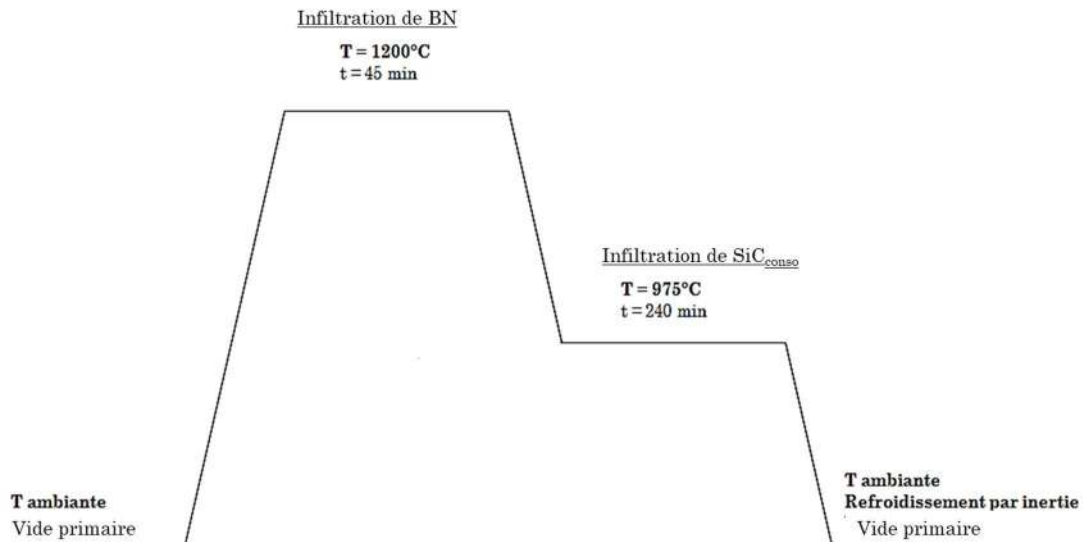 Infiltration de BN
T = 1200°C
t = 45 min
Infiltration de SiCconso
T = 975°C
t = 240 min
T ambiante
Vide primaire
T ambiante
Refroidissement par inertie
Vide primaire